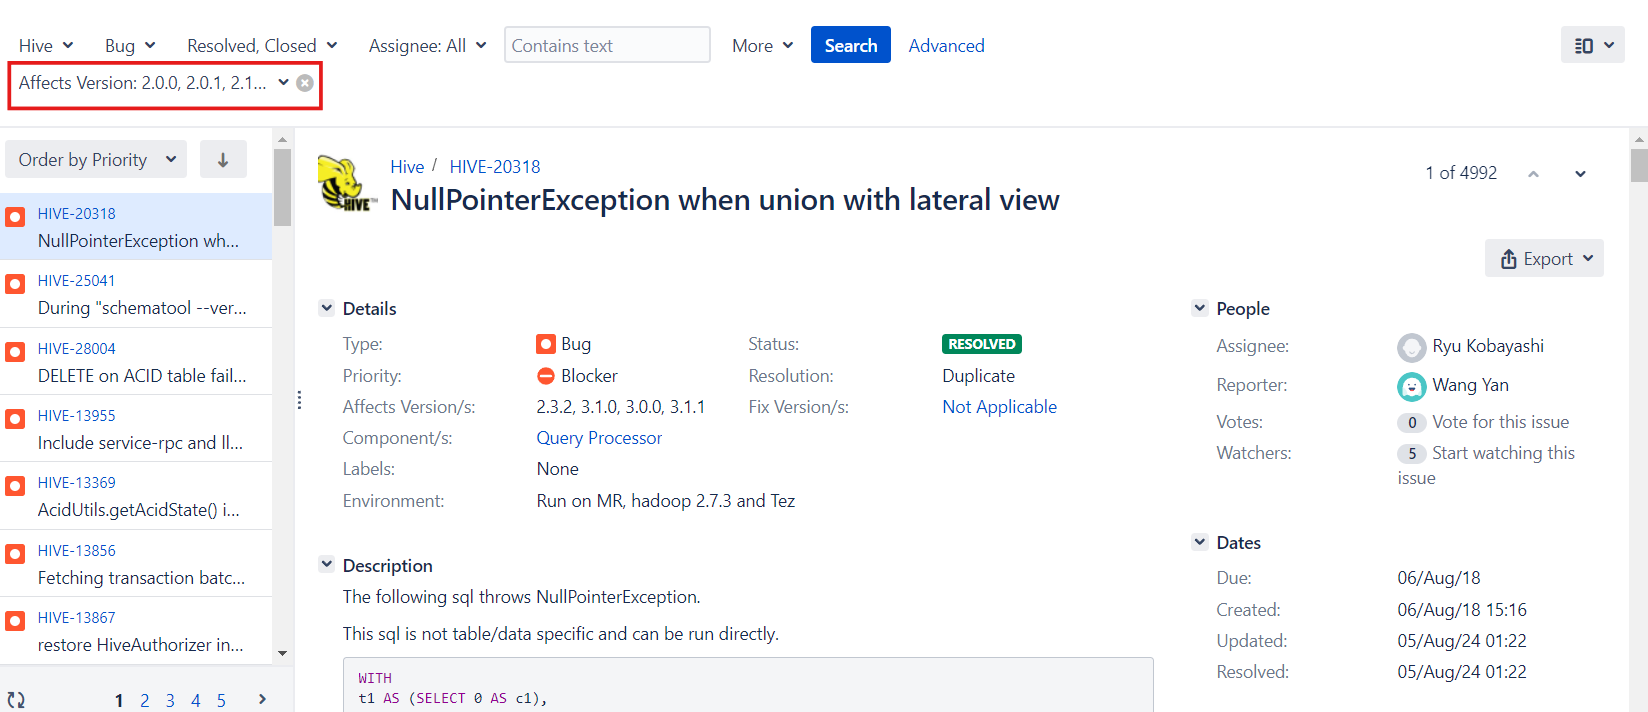 Hive Bug Resolved, Closed Assignee: All Contains text More Search Advanced
Affects Version: 2.0.0, 2.0.1, 2.1...
Order by Priority
HIVE-20318
NullPointerException wh...
HIVE-25041
During "schematool --ver...
HIVE-28004
DELETE on ACID table fail...
HIVE-13955
Include service-rpc and ll...
HIVE-13369
AcidUtils.getAcidState() i...
HIVE-13856
Fetching transaction batc...
HIVE-13867
restore HiveAuthorizer in...
1 2 3 4 5
HIVE
Hive / HIVE-20318
NullPointerException when union with lateral view
1 of 4992
Export
Details
Type: Bug Status: RESOLVED
Priority: Blocker Resolution: Duplicate
Affects Version/s: 2.3.2, 3.1.0, 3.0.0, 3.1.1 Fix Version/s: Not Applicable
Component/s: Query Processor
Labels: None
Environment: Run on MR, hadoop 2.7.3 and Tez
Description
The following sql throws NullPointerException.
This sql is not table/data specific and can be run directly.
WITH
t1 AS (SELECT 0 AS c1),
People
Assignee: Ryu Kobayashi
Reporter: Wang Yan
Votes: 0 Vote for this issue
Watchers: 5 Start watching this
issue
Dates
Due: 06/Aug/18
Created: 06/Aug/18 15:16
Updated: 05/Aug/24 01:22
Resolved: 05/Aug/24 01:22